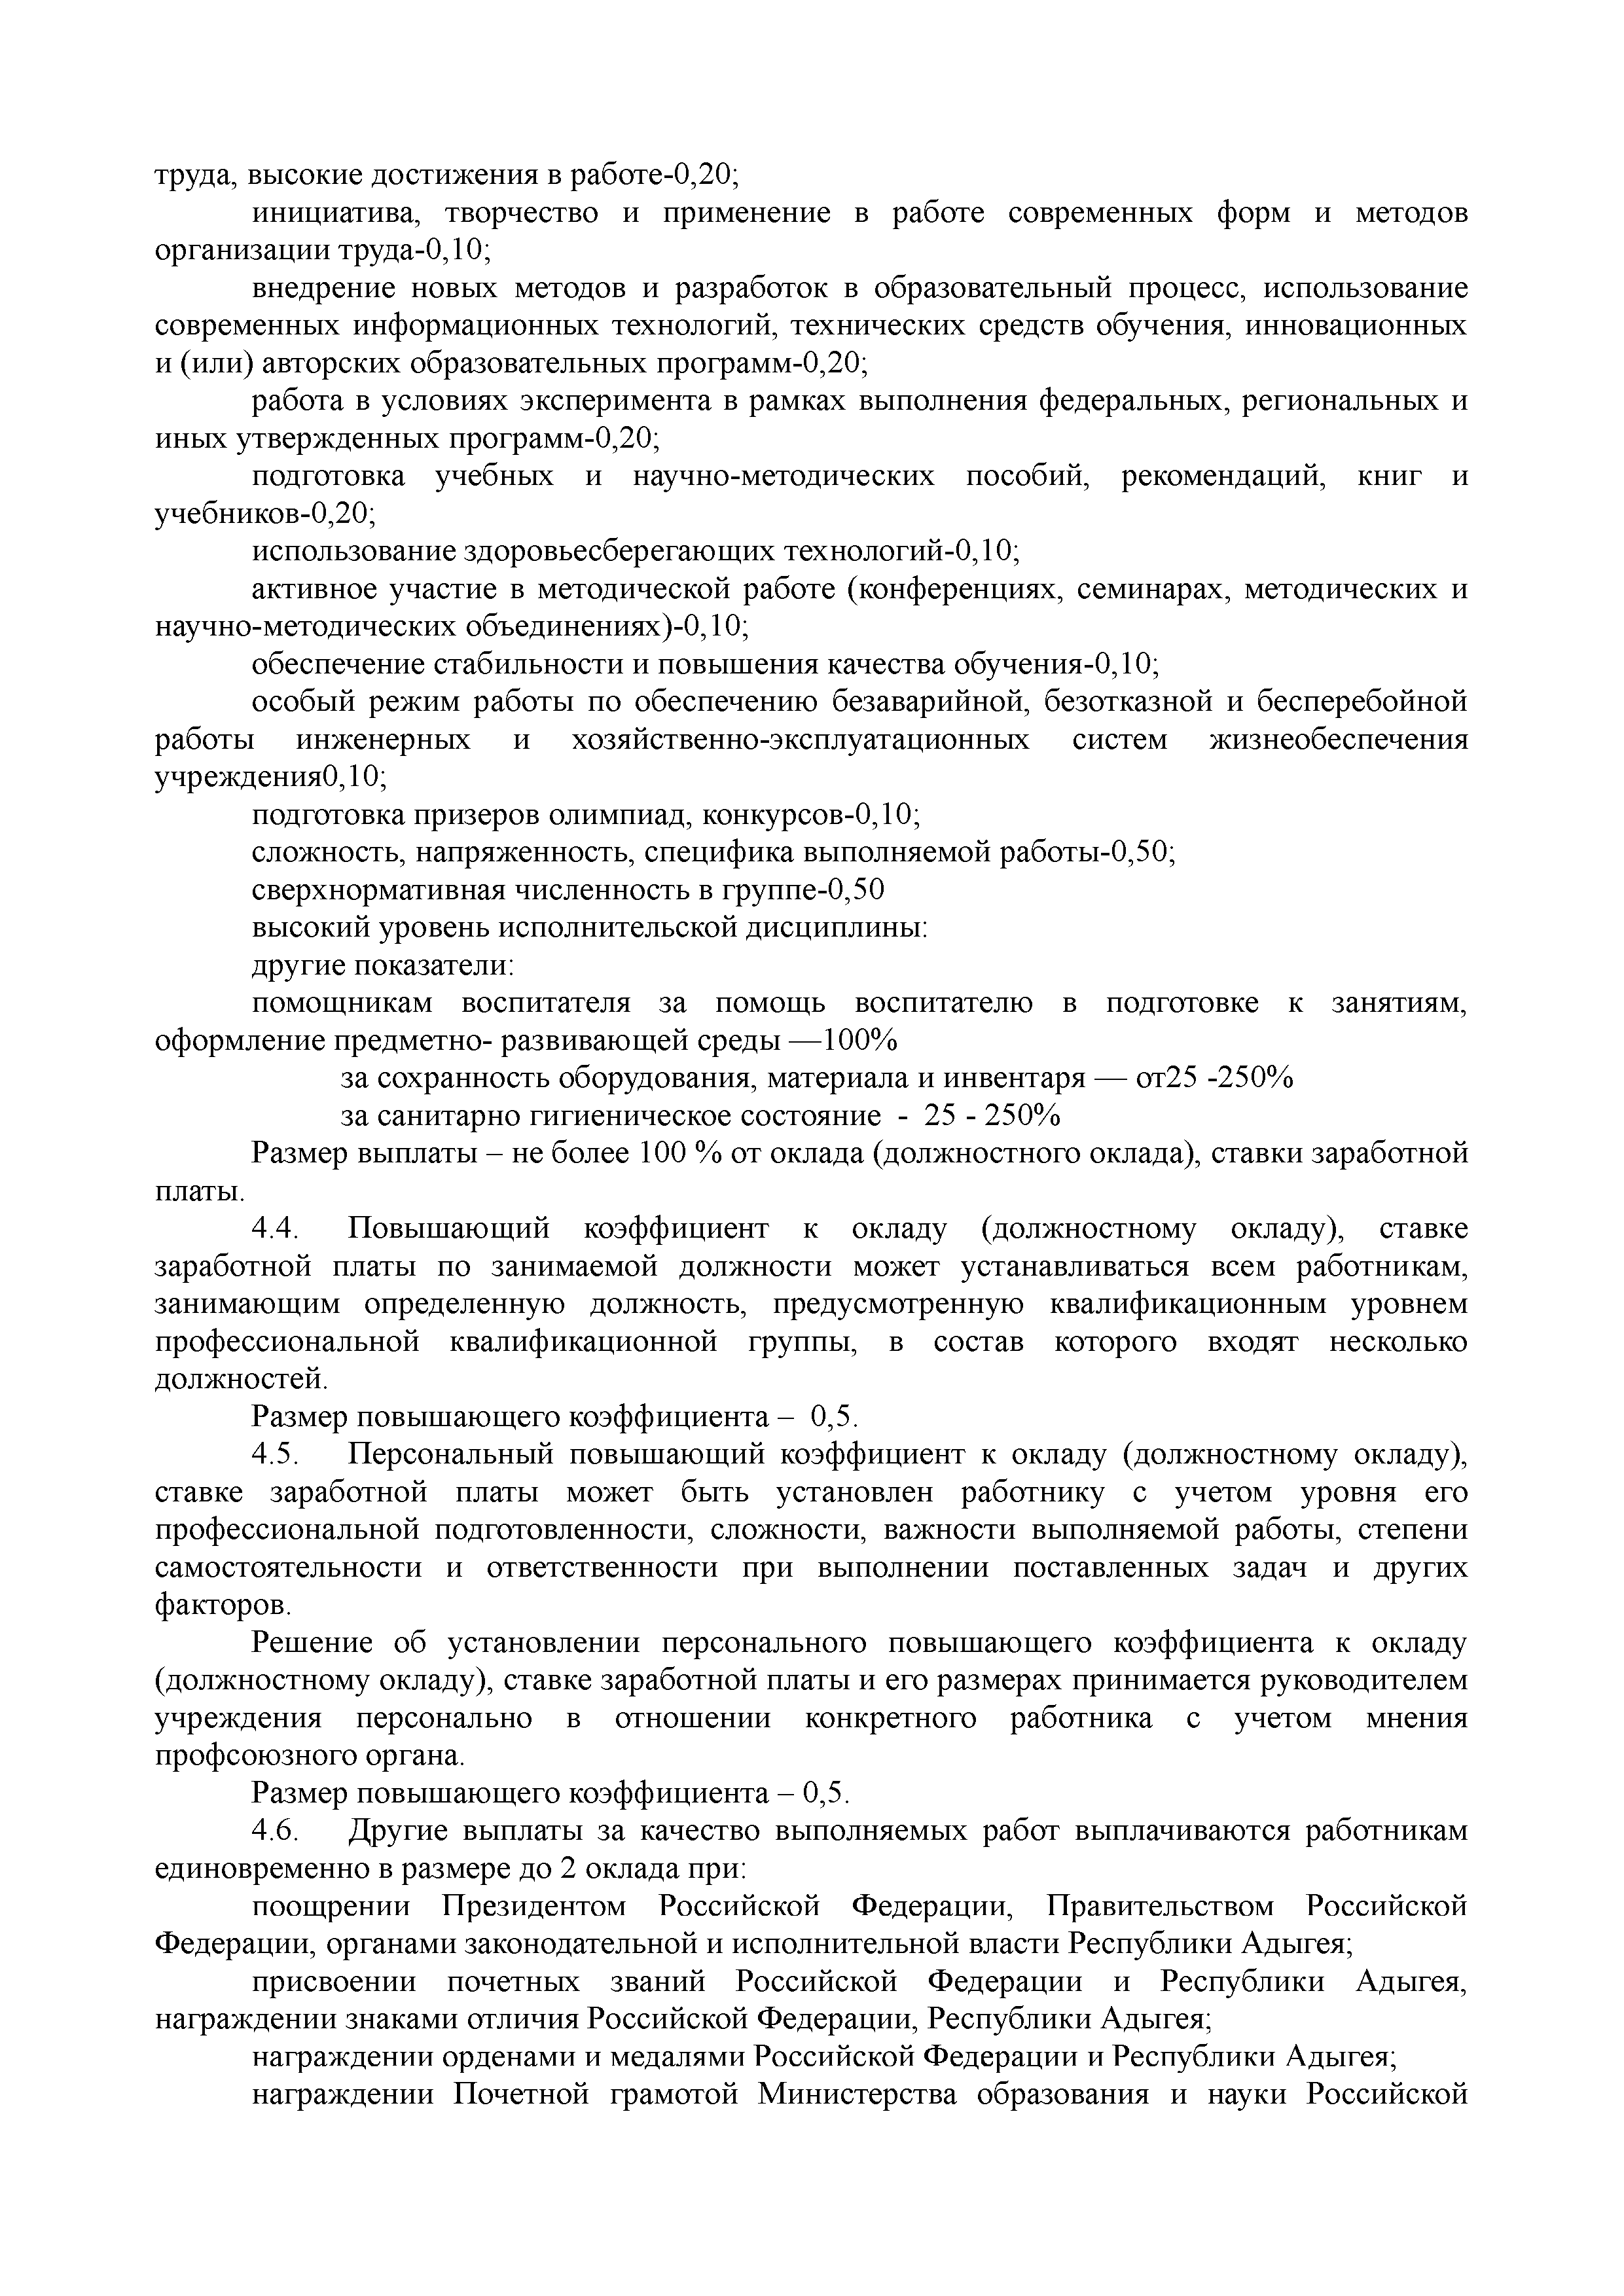 труда, высокие достижения в работе-0,20;
инициатива, творчество и применение в работе современных форм и методов
организации труда-0,10;
внедрение новых методов и разработок в образовательный процесс, использование
современных информационных технологий, технических средств обучения, инновационных
и (или) авторских образовательных программ-0,20;
работа в условиях эксперимента в рамках выполнения федеральных, региональных и
иных утвержденных программ-0,20;
подготовка учебных и научно-методических пособий, рекомендаций, книг и
учебников-0,20;
использование здоровьесберегающих технологий-0,10;
активное участие в методической работе (конференциях, семинарах, методических и
научно-методических объединениях)-0,10;
обеспечение стабильности и повышения качества обучения-0,10;
особый режим работы по обеспечению безаварийной, безотказной и бесперебойной
работы инженерных и хозяйственно-эксплуатационных систем жизнеобеспечения
учреждения0,10;
подготовка призеров олимпиад, конкурсов-0,10;
сложность, напряженность, специфика выполняемой работы-0,50;
сверхнормативная численность в группе-0,50
высокий уровень исполнительской дисциплины:
другие показатели:
помощникам воспитателя за помощь воспитателю в подготовке к занятиям,
оформление предметно- развивающей среды —100%
за сохранность оборудования, материала и инвентаря — от25 -250%
за санитарно гигиеническое состояние - 25 - 250%
Размер выплаты – не более 100 % от оклада (должностного оклада), ставки заработной
платы.
4.4. Повышающий коэффициент к окладу (должностному окладу), ставке
заработной платы по занимаемой должности может устанавливаться всем работникам,
занимающим определенную должность, предусмотренную квалификационным уровнем
профессиональной квалификационной группы, в состав которого входят несколько
должностей.
Размер повышающего коэффициента – 0,5.
4.5. Персональный повышающий коэффициент к окладу (должностному окладу),
ставке заработной платы может быть установлен работнику с учетом уровня его
профессиональной подготовленности, сложности, важности выполняемой работы, степени
самостоятельности и ответственности при выполнении поставленных задач и других
факторов.
Решение об установлении персонального повышающего коэффициента к окладу
(должностному окладу), ставке заработной платы и его размерах принимается руководителем
учреждения персонально в отношении конкретного работника с учетом мнения
профсоюзного органа.
Размер повышающего коэффициента – 0,5.
4.6. Другие выплаты за качество выполняемых работ выплачиваются работникам
единовременно в размере до 2 оклада при:
поощрении Президентом Российской Федерации, Правительством Российской
Федерации, органами законодательной и исполнительной власти Республики Адыгея;
присвоении почетных званий Российской Федерации и Республики Адыгея,
награждении знаками отличия Российской Федерации, Республики Адыгея;
награждении орденами и медалями Российской Федерации и Республики Адыгея;
награждении Почетной грамотой Министерства образования и науки Российской